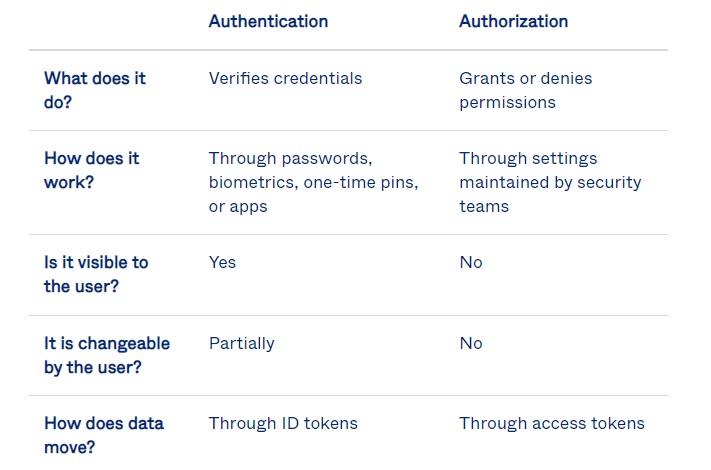 Authentication Authorization
What does it do? Verifies credentials Grants or denies permissions
How does it work? Through passwords, biometrics, one-time pins, or apps Through settings maintained by security teams
Is it visible to the user? Yes No
It is changeable by the user? Partially No
How does data move? Through ID tokens Through access tokens